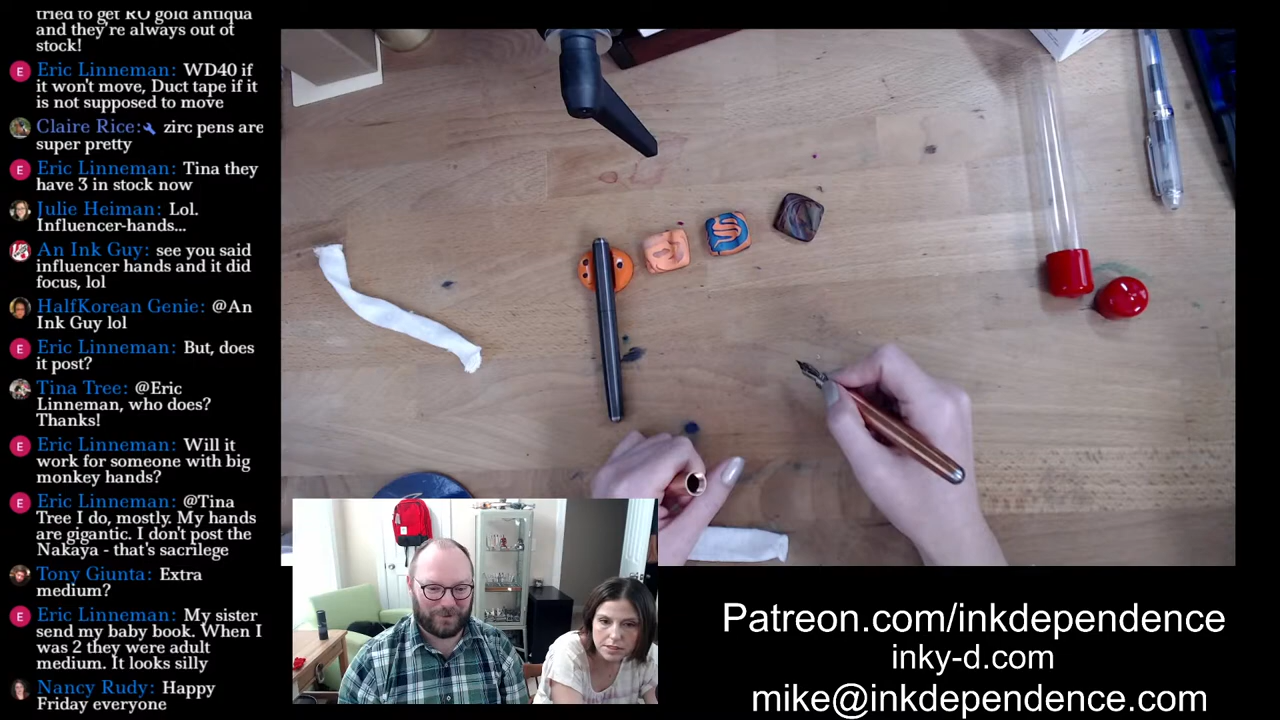 tried to get RO gold antiqua
and they're always out of
stock!
Eric Linneman: WD40 if
it won't move, Duct tape if it
is not supposed to move
Claire Rice: zirc pens are
super pretty
Eric Linneman: Tina they
have 3 in stock now
Julie Heiman: Lol.
Influencer-hands...
An Ink Guy: see you said
influencer hands and it did
focus, lol
HalfKorean Genie: @An
Ink Guy lol
Eric Linneman: But, does
it post?
Tina Tree: @Eric
Linneman, who does?
Thanks!
Eric Linneman: Will it
work for someone with big
monkey hands?
Eric Linneman: @Tina
Tree I do, mostly. My hands
are gigantic. I don't post the
Nakaya - that's sacrilege
Tony Giunta: Extra
medium?
Eric Linneman: My sister
send my baby book. When I
was 2 they were adult
medium. It looks silly
Nancy Rudy: Happy
Friday everyone
Patreon.com/inkdependence
inky-d.com
mike@inkdependence.com